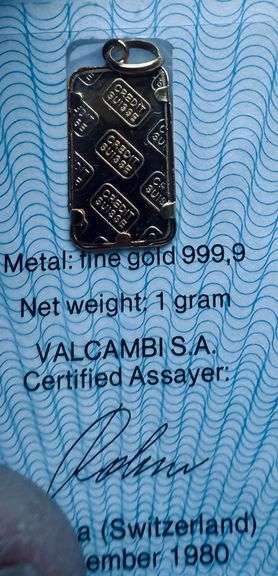 CREDIT
SUISSE
CREDIT
SUISSE
CREDIT
SUISSE
Metal: fine gold 999,9
Net weight: 1 gram
VALCAMBI S.A.
Certified Assayer:
(Switzerland)
1980